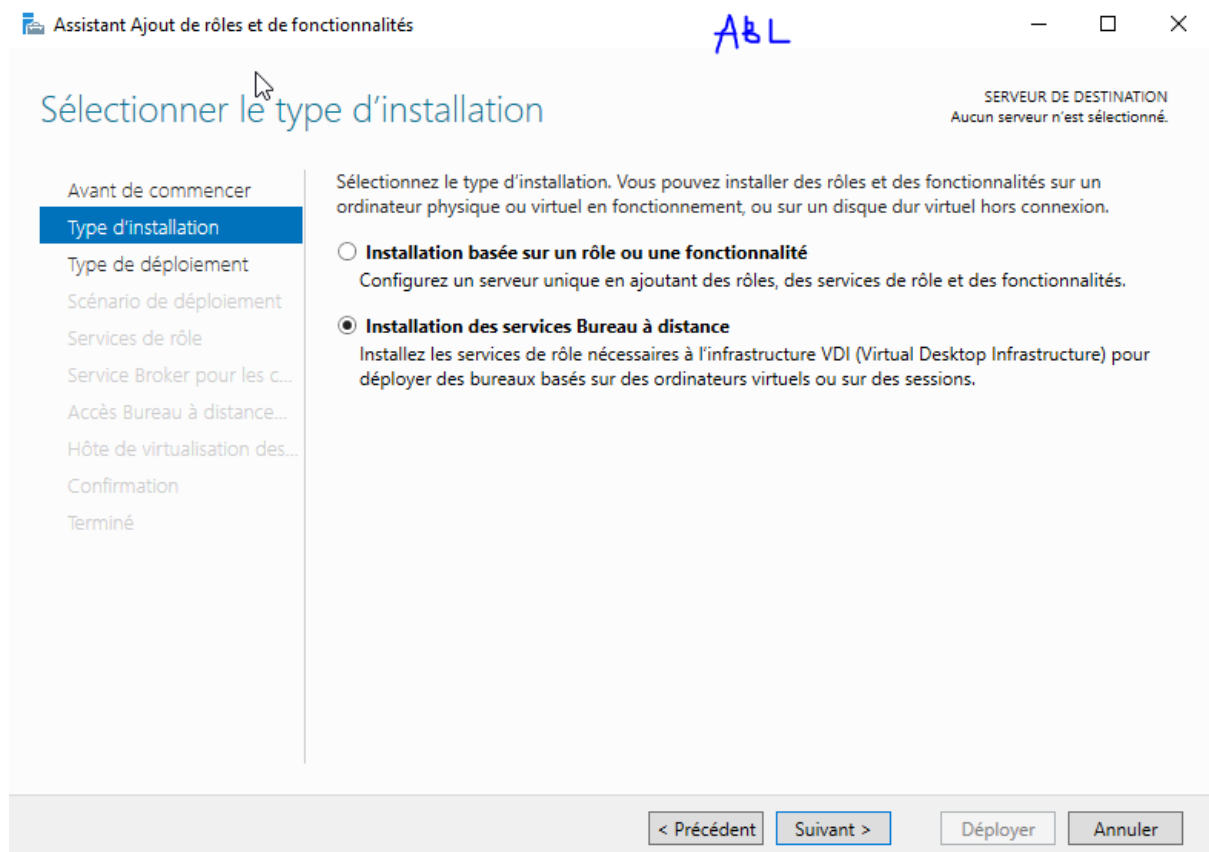 Assistant Ajout de rôles et de fonctionnalités
ABL
Sélectionner le type d’installation
SERVEUR DE DESTINATION
Aucun serveur n’est sélectionné.
Avant de commencer
Type d’installation
Type de déploiement
Scénario de déploiement
Services de rôle
Service Broker pour les c...
Accès Bureau à distance...
Hôte de virtualisation des...
Confirmation
Terminé
Sélectionnez le type d’installation. Vous pouvez installer des rôles et des fonctionnalités sur un
ordinateur physique ou virtuel en fonctionnement, ou sur un disque dur virtuel hors connexion.
Installation basée sur un rôle ou une fonctionnalité
Configurez un serveur unique en ajoutant des rôles, des services de rôle et des fonctionnalités.
Installation des services Bureau à distance
Installez les services de rôle nécessaires à l’infrastructure VDI (Virtual Desktop Infrastructure) pour
déployer des bureaux basés sur des ordinateurs virtuels ou sur des sessions.
< Précédent
Suivant >
Déployer
Annuler